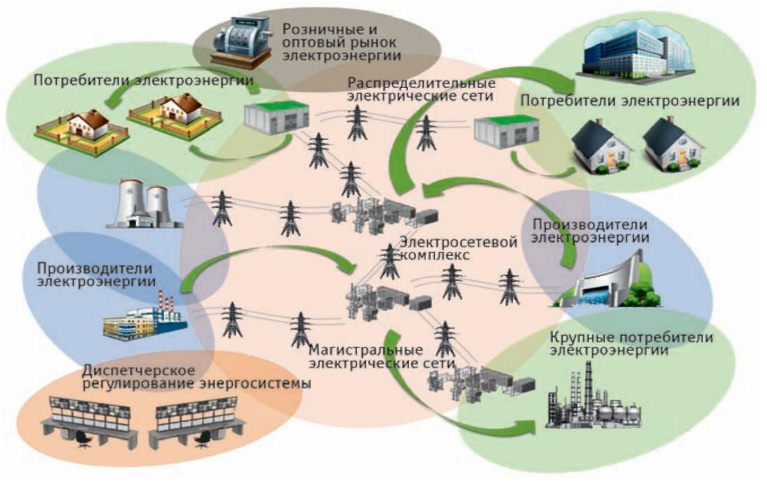 Розничные и
оптовый рынок
электроэнергии
Потребители электроэнергии
Распределительные
электрические сети
Потребители электроэнергии
Производители
электроэнергии
Электросетевой
комплекс
Производители
электроэнергии
Магистральные
электрические сети
Крупные потребители
электроэнергии
Диспетчерское
регулирование энергосистемы